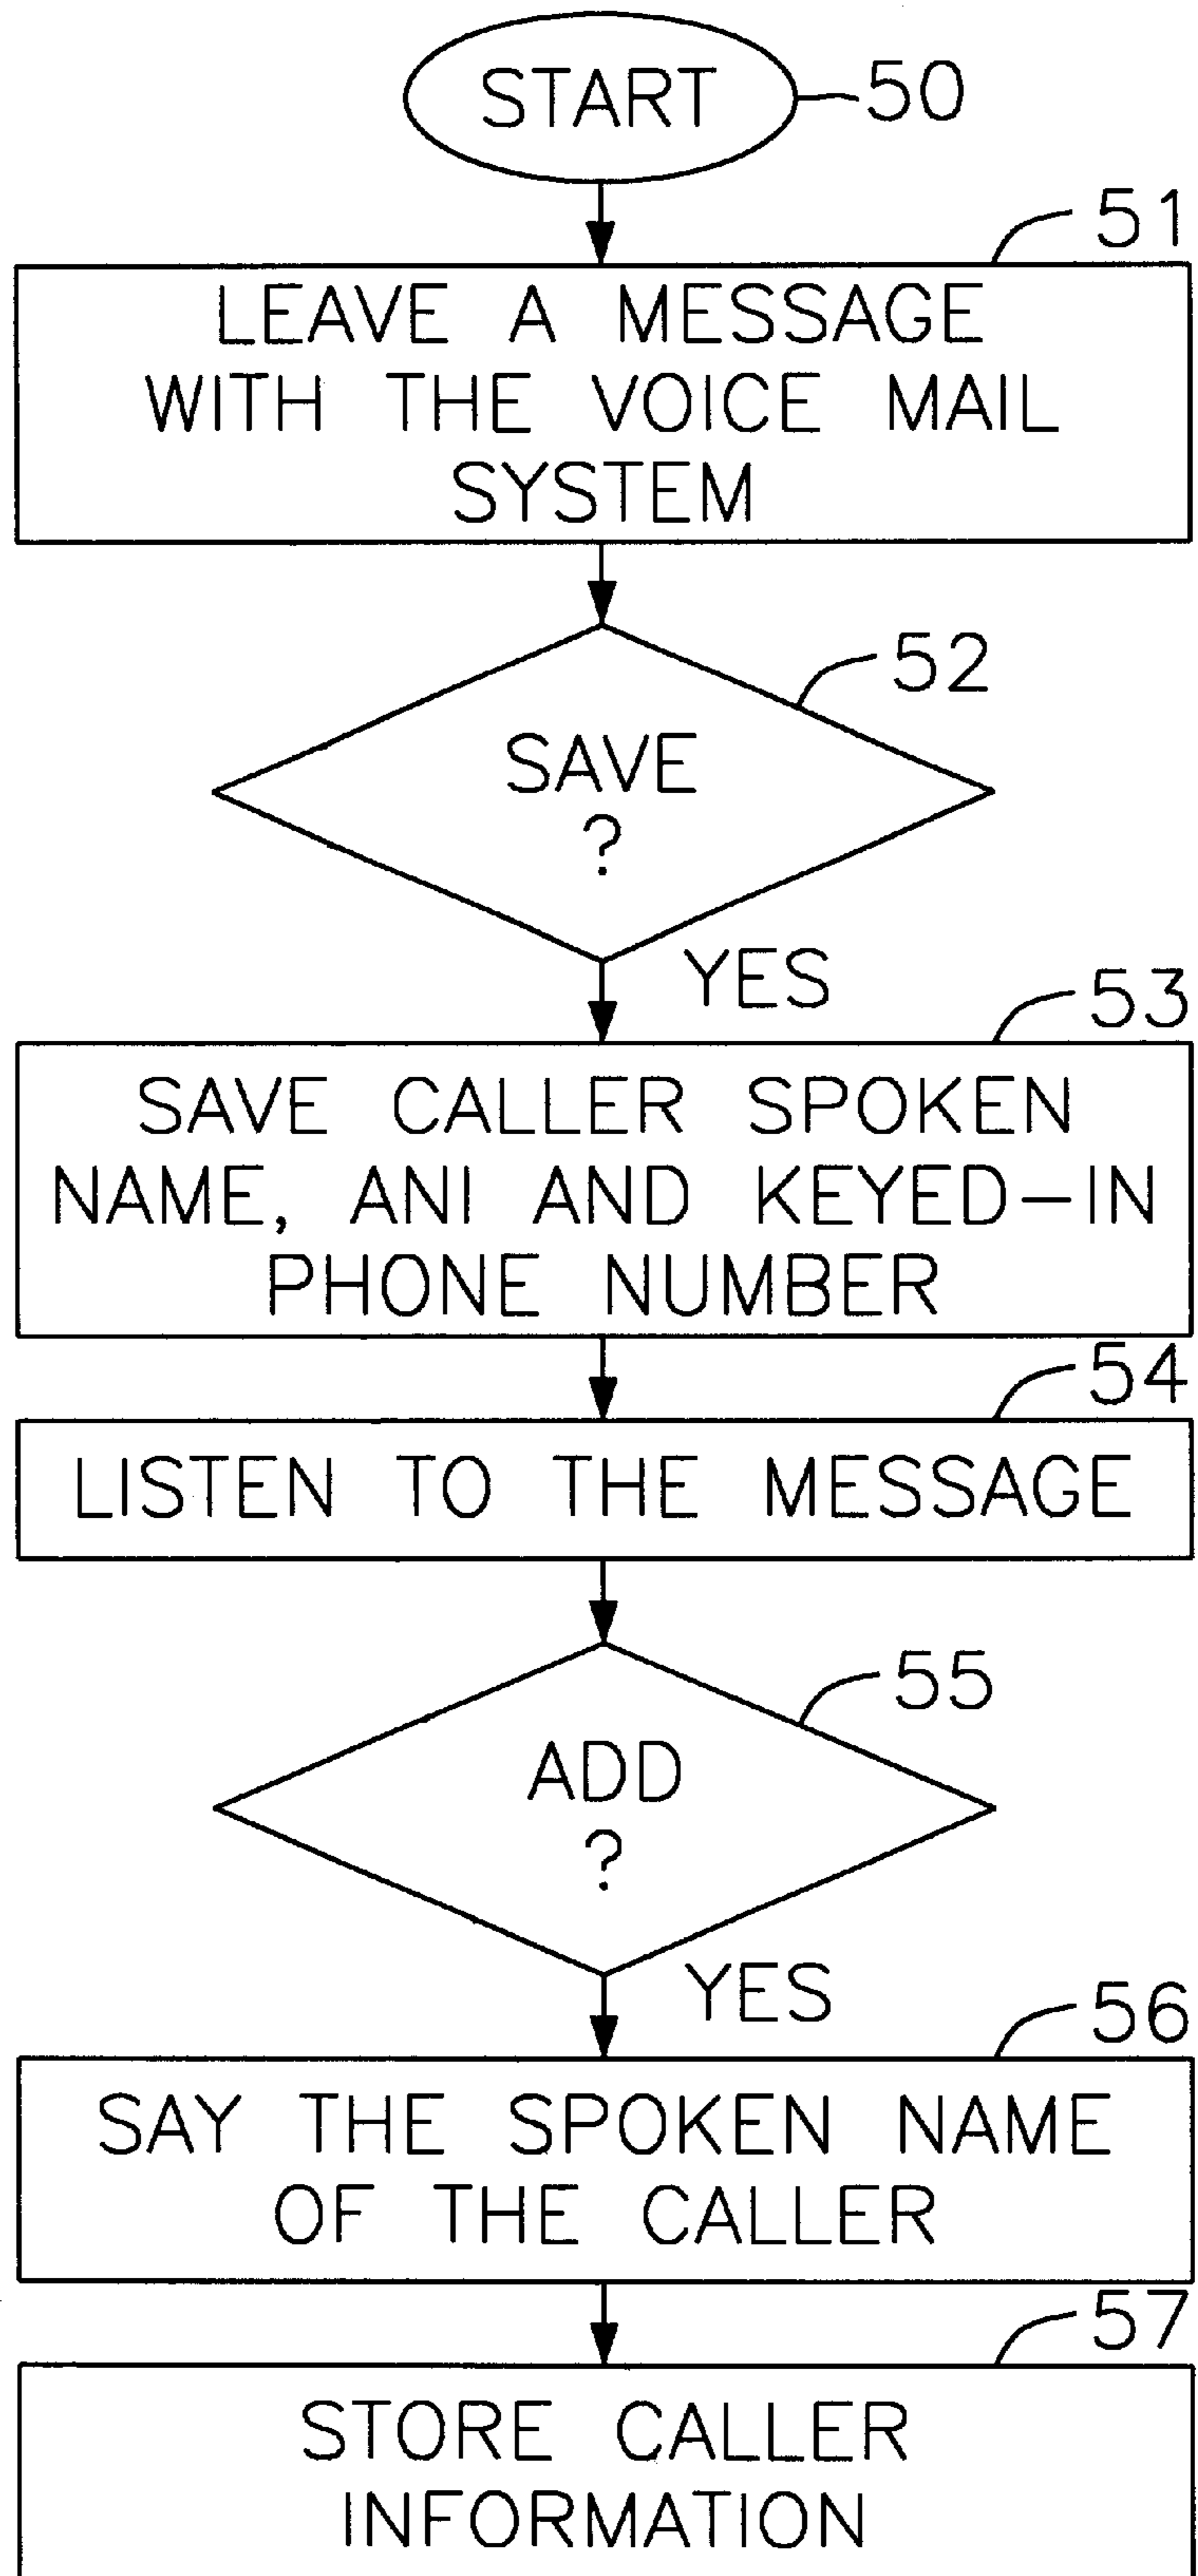 START
50
51
LEAVE A MESSAGE
WITH THE VOICE MAIL
SYSTEM
52
SAVE
?
YES
53
SAVE CALLER SPOKEN
NAME, ANI AND KEYED-IN
PHONE NUMBER
54
LISTEN TO THE MESSAGE
55
ADD
?
YES
56
SAY THE SPOKEN NAME
OF THE CALLER
57
STORE CALLER
INFORMATION